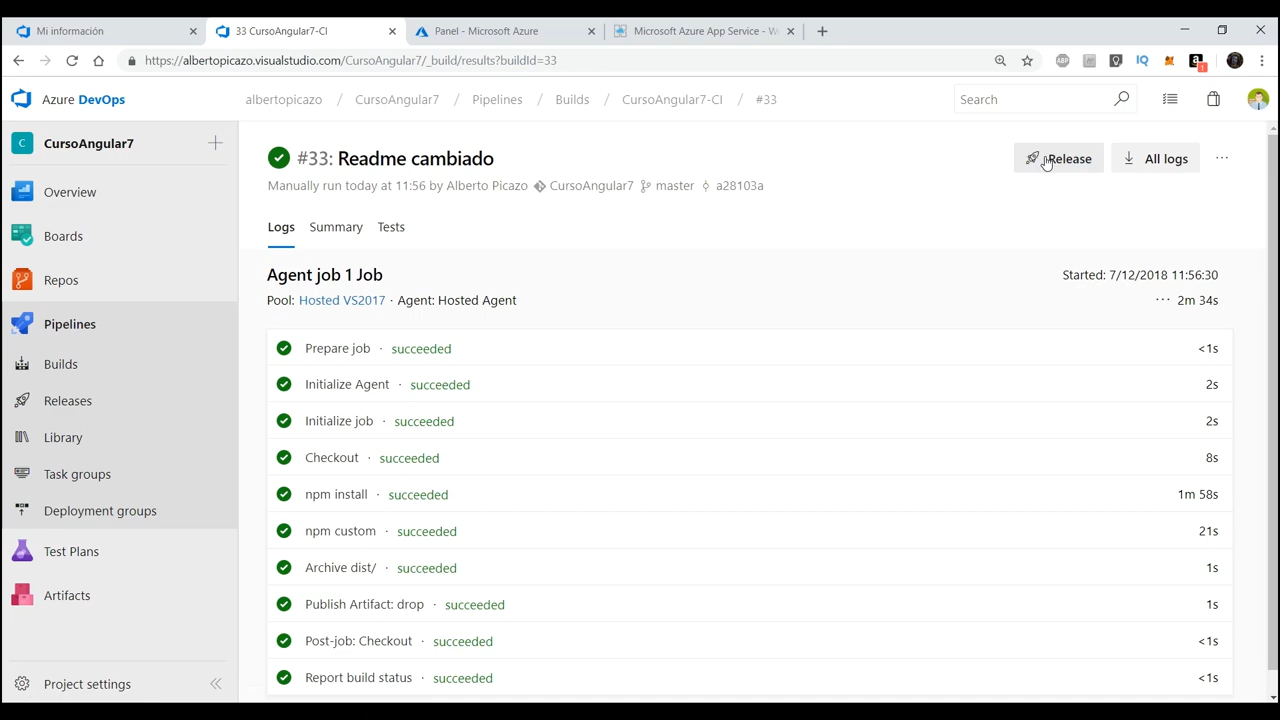 Mi información
33 CursoAngular7-CI
Panel - Microsoft Azure
Microsoft Azure App Service - We
https://albertopicazo.visualstudio.com/CursoAngular7/_build/results?buildId=33
ABP
IQ
a
1
Azure DevOps
albertopicazo / CursoAngular7 / Pipelines / Builds / CursoAngular7-CI / #33
Search
C CursoAngular7
Overview
Boards
Repos
Pipelines
Builds
Releases
Library
Task groups
Deployment groups
Test Plans
Artifacts
Project settings
#33: Readme cambiado
Release
All logs
Manually run today at 11:56 by Alberto Picazo CursoAngular7 master a28103a
Logs Summary Tests
Agent job 1 Job
Started: 7/12/2018 11:56:30
Pool: Hosted VS2017 · Agent: Hosted Agent
··· 2m 34s
Prepare job · succeeded <1s
Initialize Agent · succeeded 2s
Initialize job · succeeded 2s
Checkout · succeeded 8s
npm install · succeeded 1m 58s
npm custom · succeeded 21s
Archive dist/ · succeeded 1s
Publish Artifact: drop · succeeded 1s
Post-job: Checkout · succeeded <1s
Report build status · succeeded <1s